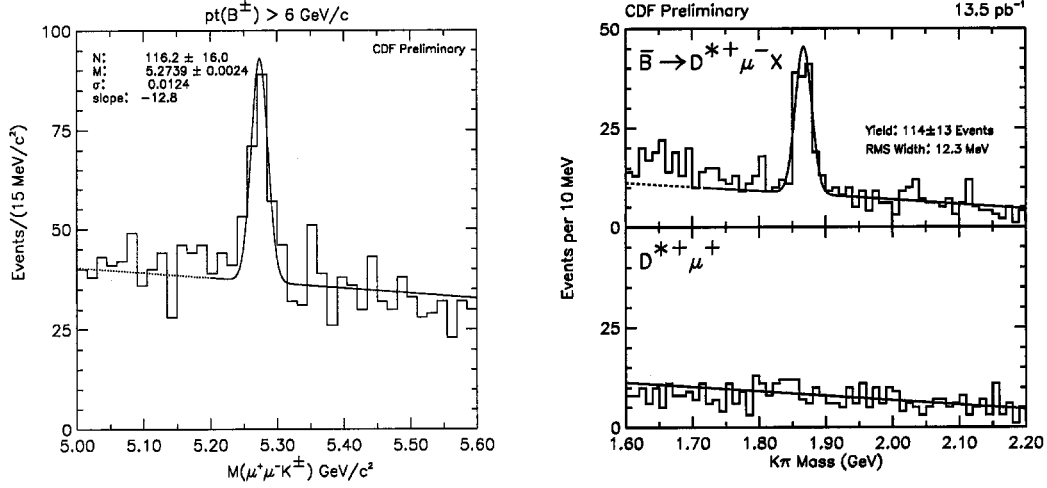 pt(B±) > 6 GeV/c
CDF Preliminary
N: 116.2 ± 16.0
M: 5.2739 ± 0.0024
σ: 0.0124
slope: −12.8
Events/(15 MeV/c²)
100
75
50
25
0
5.00 5.10 5.20 5.30 5.40 5.50 5.60
M(μ⁺μ⁻K±) GeV/c²
CDF Preliminary 13.5 pb⁻¹
B̄ → D*⁺ μ⁻ X
Yield: 114±13 Events
RMS Width: 12.3 MeV
Events per 10 MeV
50
25
0
D*⁺ μ⁺
50
25
0
1.60 1.70 1.80 1.90 2.00 2.10 2.20
Kπ Mass (GeV)